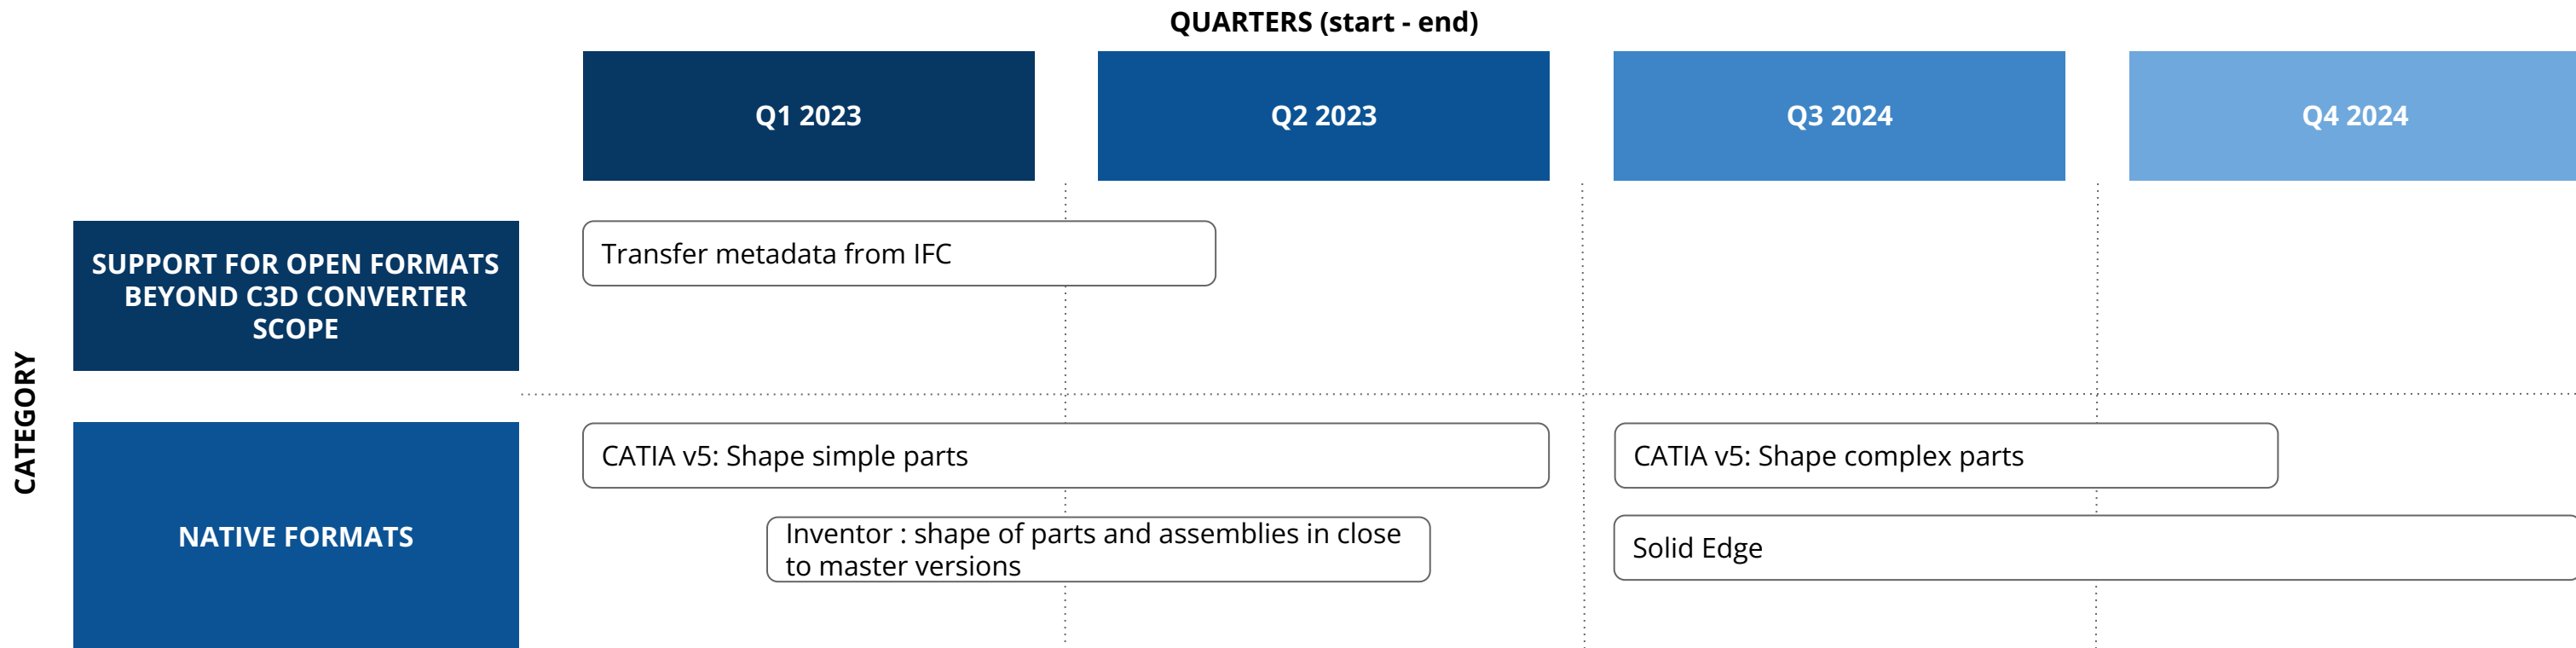 QUARTERS (start - end)
Q1 2023
Q2 2023
Q3 2024
Q4 2024
CATEGORY
SUPPORT FOR OPEN FORMATS
BEYOND C3D CONVERTER
SCOPE
Transfer metadata from IFC
NATIVE FORMATS
CATIA v5: Shape simple parts
CATIA v5: Shape complex parts
Inventor : shape of parts and assemblies in close
to master versions
Solid Edge